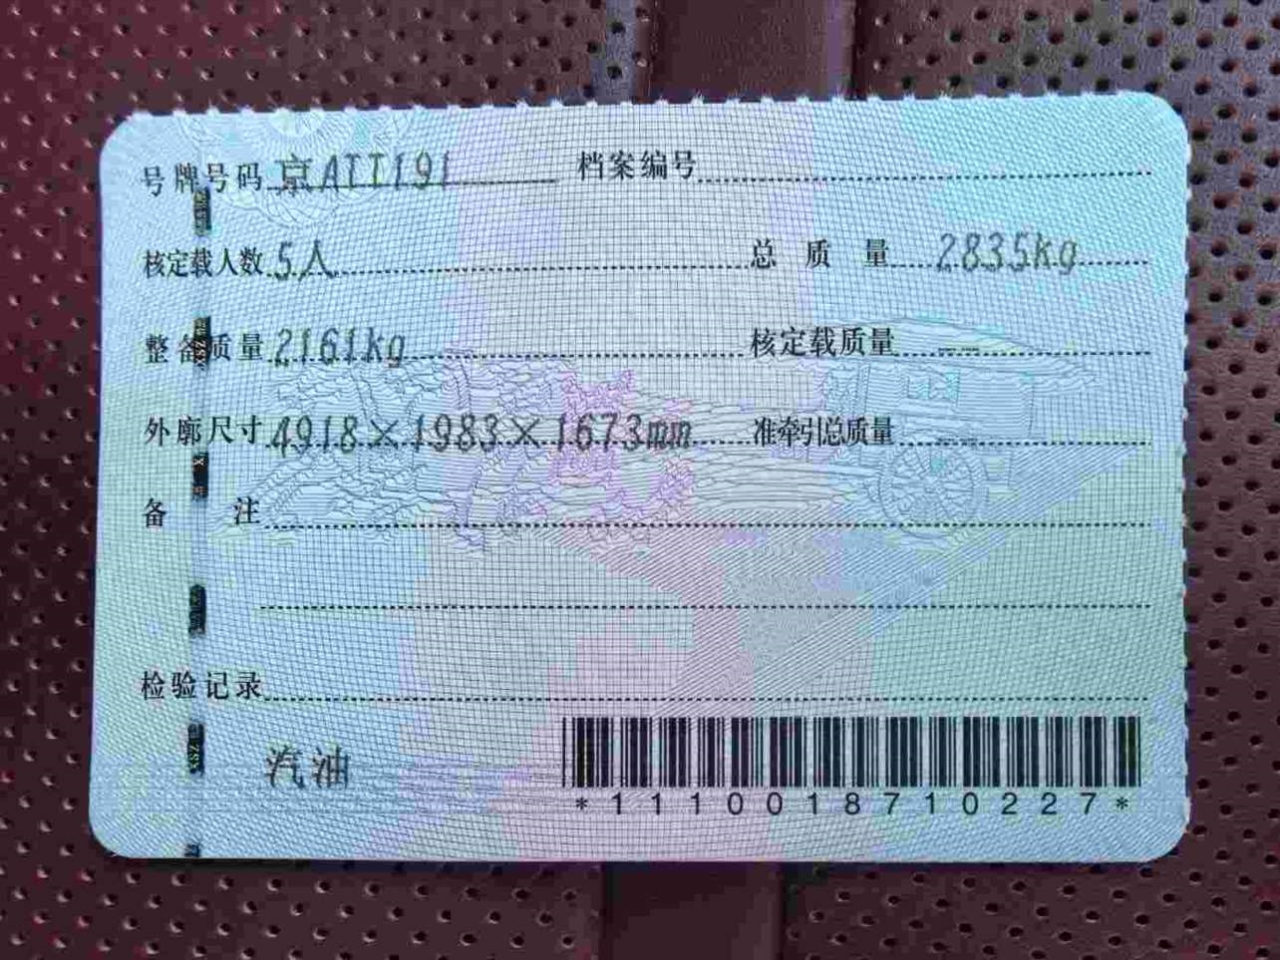 号牌号码 京ATT191 档案编号
核定载人数 5人 总质量 2835kg
整备质量 2161kg 核定载质量 -- --
外廓尺寸 4918×1983×1673mm 准牵引总质量 -- --
备注
检验记录
汽油
*1110018710227*